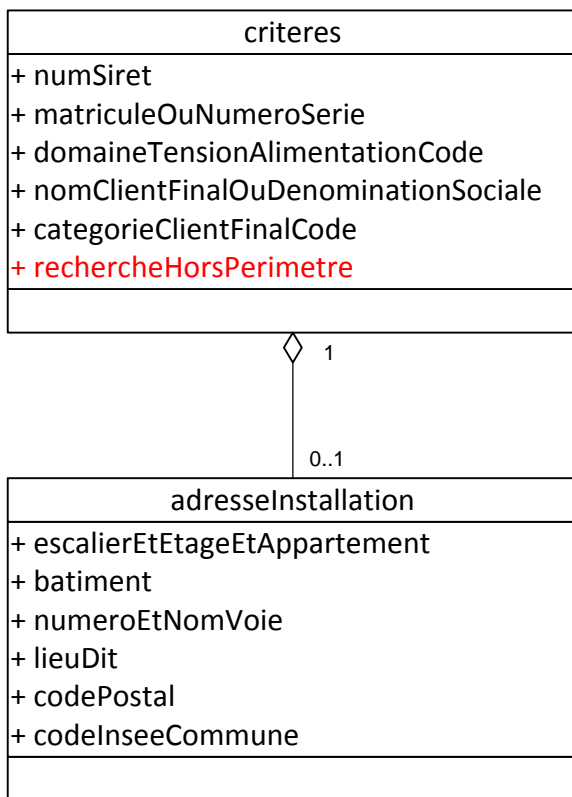 criteres
+ numSiret
+ matriculeOuNumeroSerie
+ domaineTensionAlimentationCode
+ nomClientFinalOuDenominationSociale
+ categorieClientFinalCode
+ rechercheHorsPerimetre
1
0..1
adresseInstallation
+ escalierEtEtageEtAppartement
+ batiment
+ numeroEtNomVoie
+ lieuDit
+ codePostal
+ codeInseeCommune